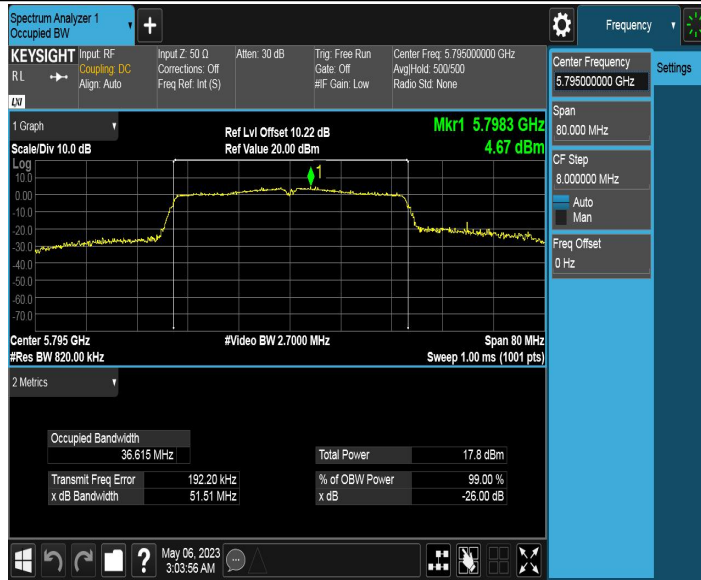 Spectrum Analyzer 1
Occupied BW
Frequency
KEYSIGHT
RL
LXI
Input: RF
Coupling: DC
Align: Auto
Input Z: 50 Ω
Corrections: Off
Freq Ref: Int (S)
Atten: 30 dB
Trig: Free Run
Gate: Off
#IF Gain: Low
Center Freq: 5.795000000 GHz
Avg|Hold: 500/500
Radio Std: None
Center Frequency
5.795000000 GHz
Settings
Span
80.000 MHz
CF Step
8.000000 MHz
Auto
Man
Freq Offset
0 Hz
1 Graph
Scale/Div 10.0 dB
Ref Lvl Offset 10.22 dB
Ref Value 20.00 dBm
Mkr1 5.7983 GHz
4.67 dBm
Log
10.0
0.00
-10.0
-20.0
-30.0
-40.0
-50.0
-60.0
-70.0
1
Center 5.795 GHz
#Video BW 2.7000 MHz
Span 80 MHz
#Res BW 820.00 kHz
Sweep 1.00 ms (1001 pts)
2 Metrics
Occupied Bandwidth
36.615 MHz
Total Power 17.8 dBm
Transmit Freq Error 192.20 kHz
% of OBW Power 99.00 %
x dB Bandwidth 51.51 MHz
x dB -26.00 dB
?
May 06, 2023
3:03:56 AM